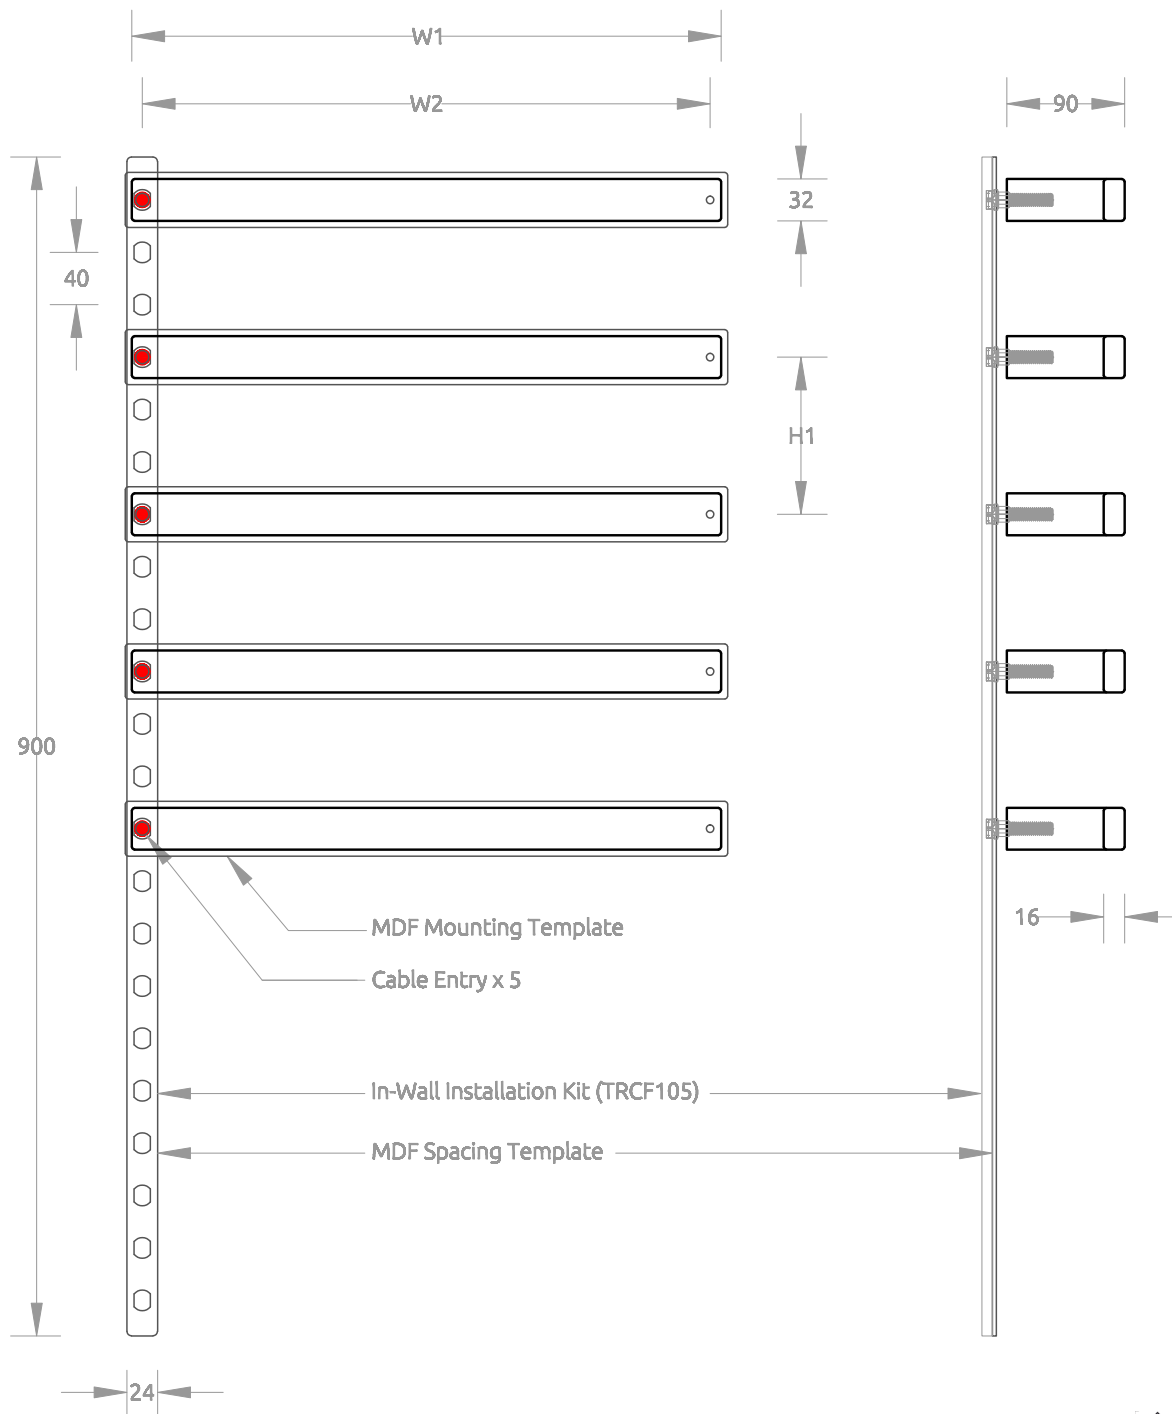 W1
W2
90
32
40
H1
900
MDF Mounting Template
16
Cable Entry x 5
In-Wall Installation Kit (TRCF105)
MDF Spacing Template
24